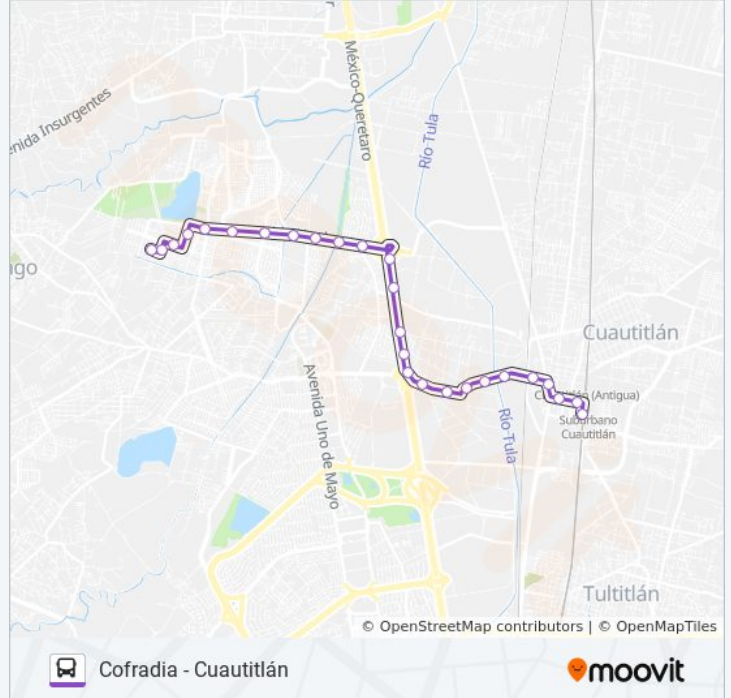 México-Queretaro
enida Insurgentes
Río Tula
ngo
Cuautitlán
Cuautitlán (Antigua)
Suburbano
Cuautitlán
Avenida Uno de Mayo
Río-Tula
Tultitlán
© OpenStreetMap contributors | © OpenMapTiles
Cofradia - Cuautitlán
moovit